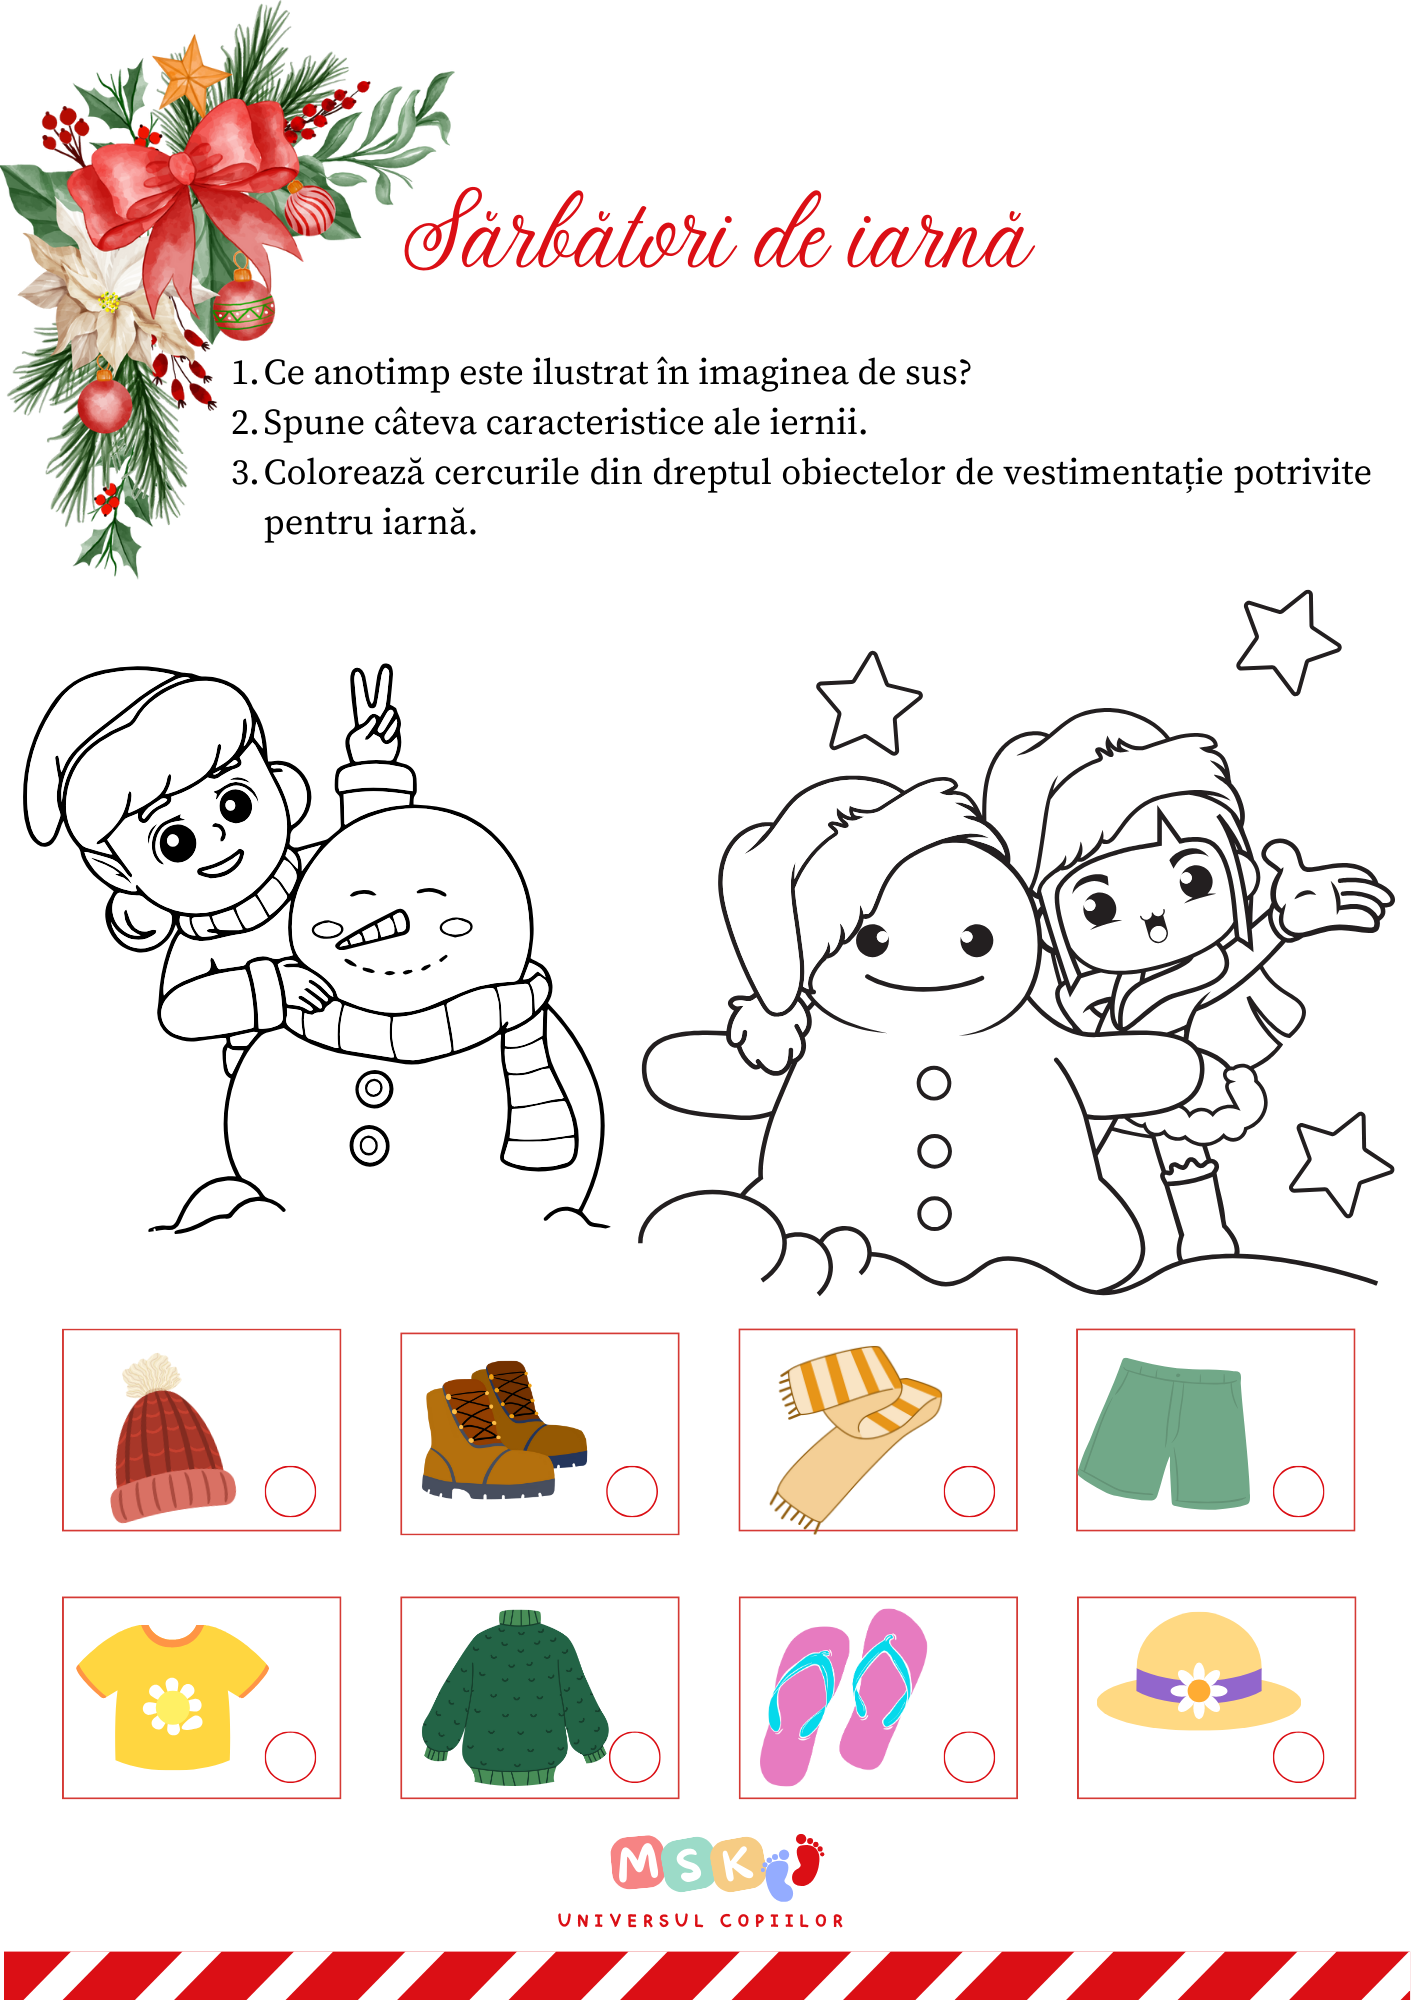 Sărbători de iarnă
1. Ce anotimp este ilustrat în imaginea de sus?
2. Spune câteva caracteristice ale iernii.
3. Colorează cercurile din dreptul obiectelor de vestimentație potrivite
pentru iarnă.
MSK
UNIVERSUL COPIILOR